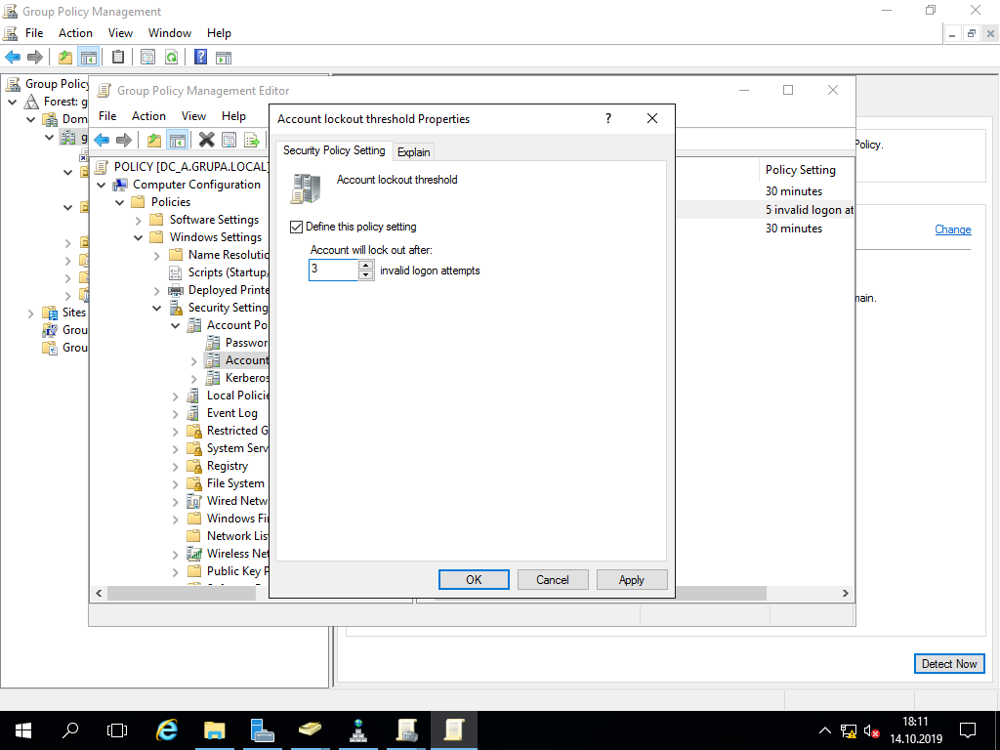 Group Policy Management
File Action View Window Help
Group Policy
Forest: g
Dom
g
Sites
Grou
Grou
Policy.
Change
main.
Detect Now
Group Policy Management Editor
File Action View Help
POLICY [DC_A.GRUPA.LOCAL]
Computer Configuration
Policies
Software Settings
Windows Settings
Name Resolutio
Scripts (Startup/
Deployed Printe
Security Setting
Account Po
Passwor
Account
Kerberos
Local Policie
Event Log
Restricted G
System Serv
Registry
File System
Wired Netw
Windows Fi
Network Lis
Wireless Net
Public Key P
Policy Setting
30 minutes
5 invalid logon at
30 minutes
Account lockout threshold Properties
?
Security Policy Setting Explain
Account lockout threshold
Define this policy setting
Account will lock out after:
3 invalid logon attempts
OK Cancel Apply
18:11
14.10.2019